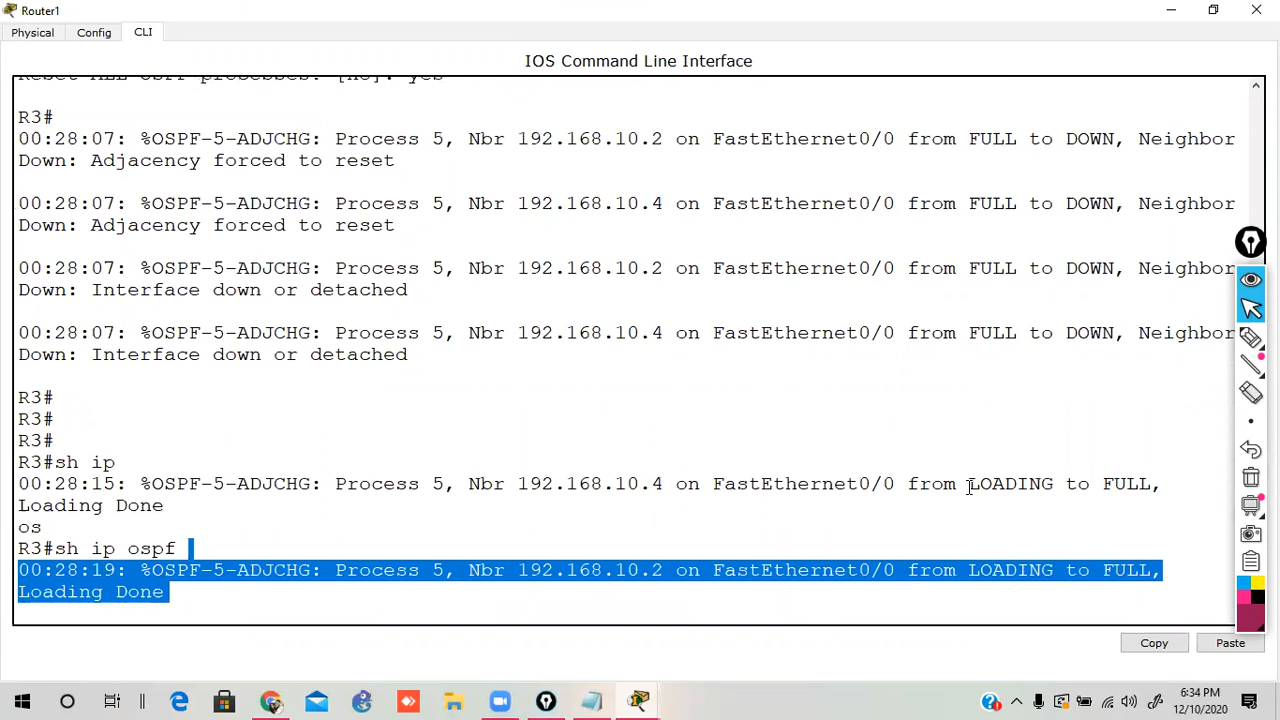 Router1
Physical Config CLI
IOS Command Line Interface
Reset ALL OSPF processes? [no]: yes
R3#
00:28:07: %OSPF-5-ADJCHG: Process 5, Nbr 192.168.10.2 on FastEthernet0/0 from FULL to DOWN, Neighbor
Down: Adjacency forced to reset
00:28:07: %OSPF-5-ADJCHG: Process 5, Nbr 192.168.10.4 on FastEthernet0/0 from FULL to DOWN, Neighbor
Down: Adjacency forced to reset
00:28:07: %OSPF-5-ADJCHG: Process 5, Nbr 192.168.10.2 on FastEthernet0/0 from FULL to DOWN, Neighbor
Down: Interface down or detached
00:28:07: %OSPF-5-ADJCHG: Process 5, Nbr 192.168.10.4 on FastEthernet0/0 from FULL to DOWN, Neighbor
Down: Interface down or detached
R3#
R3#
R3#
R3#sh ip
00:28:15: %OSPF-5-ADJCHG: Process 5, Nbr 192.168.10.4 on FastEthernet0/0 from LOADING to FULL,
Loading Done
os
R3#sh ip ospf
00:28:19: %OSPF-5-ADJCHG: Process 5, Nbr 192.168.10.2 on FastEthernet0/0 from LOADING to FULL,
Loading Done
Copy Paste
6:34 PM
12/10/2020